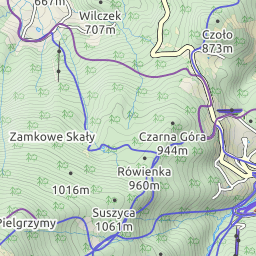 667m
Wilczek
707m
Czoło
873m
Zamkowe Skały
Czarna Góra
944m
Rówienka
960m
1016m
Suszyca
1061m
Pielgrzymy